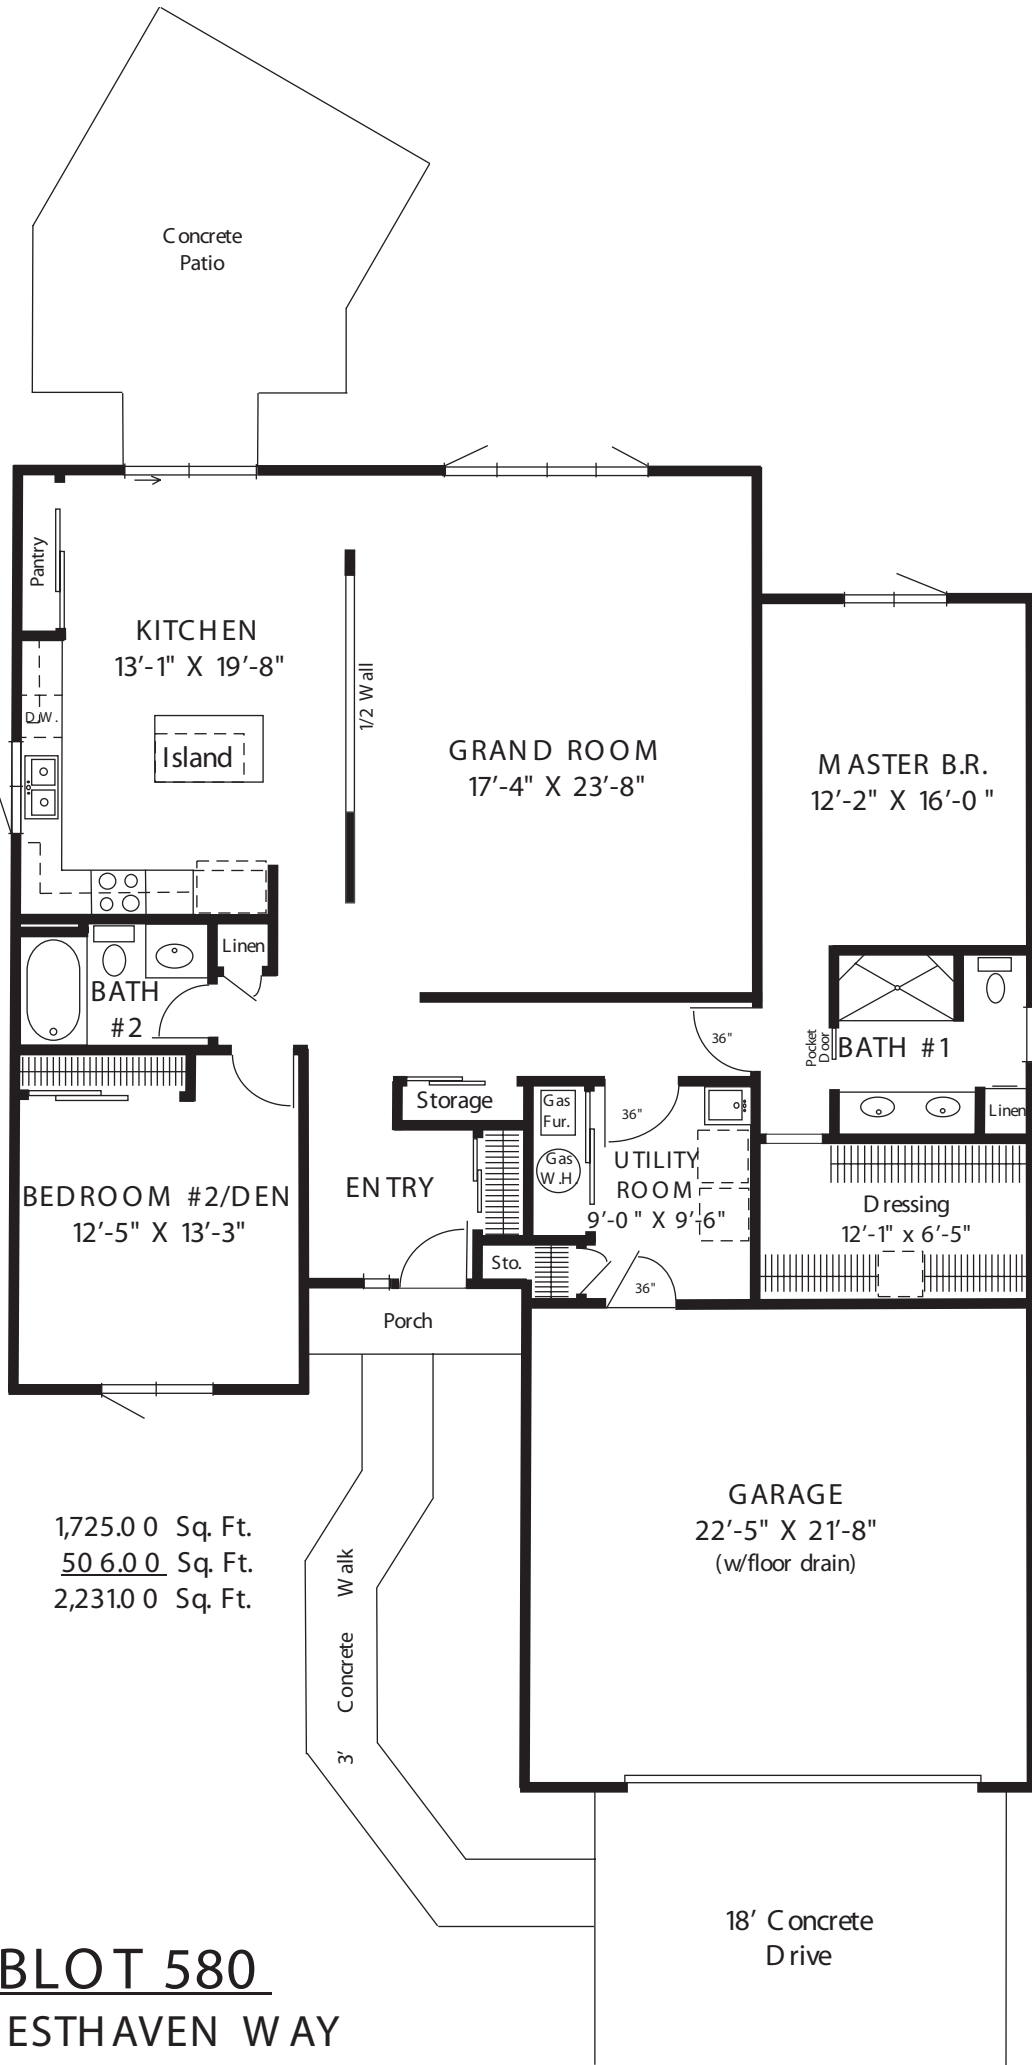 Concrete
Patio
Pantry
KITCHEN
13'-1" X 19'-8"
1/2 Wall
D.W.
Island
GRAND ROOM
17'-4" X 23'-8"
MASTER B.R.
12'-2" X 16'-0"
Linen
BATH
#2
36"
Pocket
Door
BATH #1
Linen
Storage
Gas
Fur.
36"
Gas
W.H
UTILITY
ROOM
9'-0" X 9'-6"
BEDROOM #2/DEN
12'-5" X 13'-3"
ENTRY
Dressing
12'-1" x 6'-5"
Sto.
36"
Porch
GARAGE
22'-5" X 21'-8"
(w/floor drain)
1,725.00 Sq. Ft.
506.00 Sq. Ft.
2,231.00 Sq. Ft.
3' Concrete Walk
18' Concrete
Drive
BLOT 580
ESTHAVEN WAY